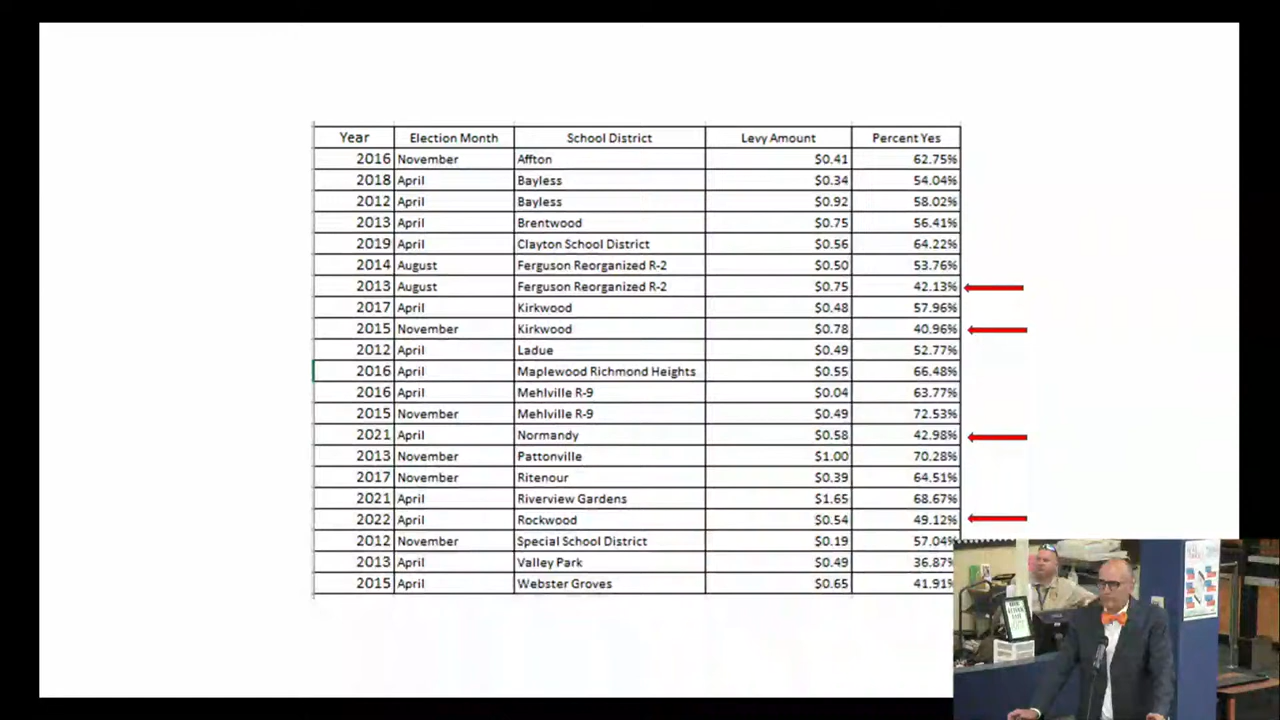 Year Election Month School District Levy Amount Percent Yes
2016 November Affton $0.41 62.75%
2018 April Bayless $0.34 54.04%
2012 April Bayless $0.92 58.02%
2013 April Brentwood $0.75 56.41%
2019 April Clayton School District $0.56 64.22%
2014 August Ferguson Reorganized R-2 $0.50 53.76%
2013 August Ferguson Reorganized R-2 $0.75 42.13%
2017 April Kirkwood $0.48 57.96%
2015 November Kirkwood $0.78 40.96%
2012 April Ladue $0.49 52.77%
2016 April Maplewood Richmond Heights $0.55 66.48%
2016 April Mehlville R-9 $0.04 63.77%
2015 November Mehlville R-9 $0.49 72.53%
2021 April Normandy $0.58 42.98%
2013 November Pattonville $1.00 70.28%
2017 November Ritenour $0.39 64.51%
2021 April Riverview Gardens $1.65 68.67%
2022 April Rockwood $0.54 49.12%
2012 November Special School District $0.19 57.04%
2013 April Valley Park $0.49 36.87%
2015 April Webster Groves $0.65 41.91%